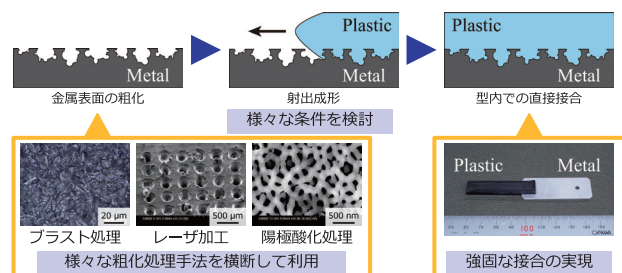 Plastic
Metal
Metal
Plastic
Metal
金属表面の粗化
射出成形
型内での直接接合
様々な条件を検討
20 μm
500 μm
500 nm
ブラスト処理
レーザ加工
陽極酸化処理
様々な粗化処理手法を横断して利用
Plastic
Metal
100
強固な接合の実現